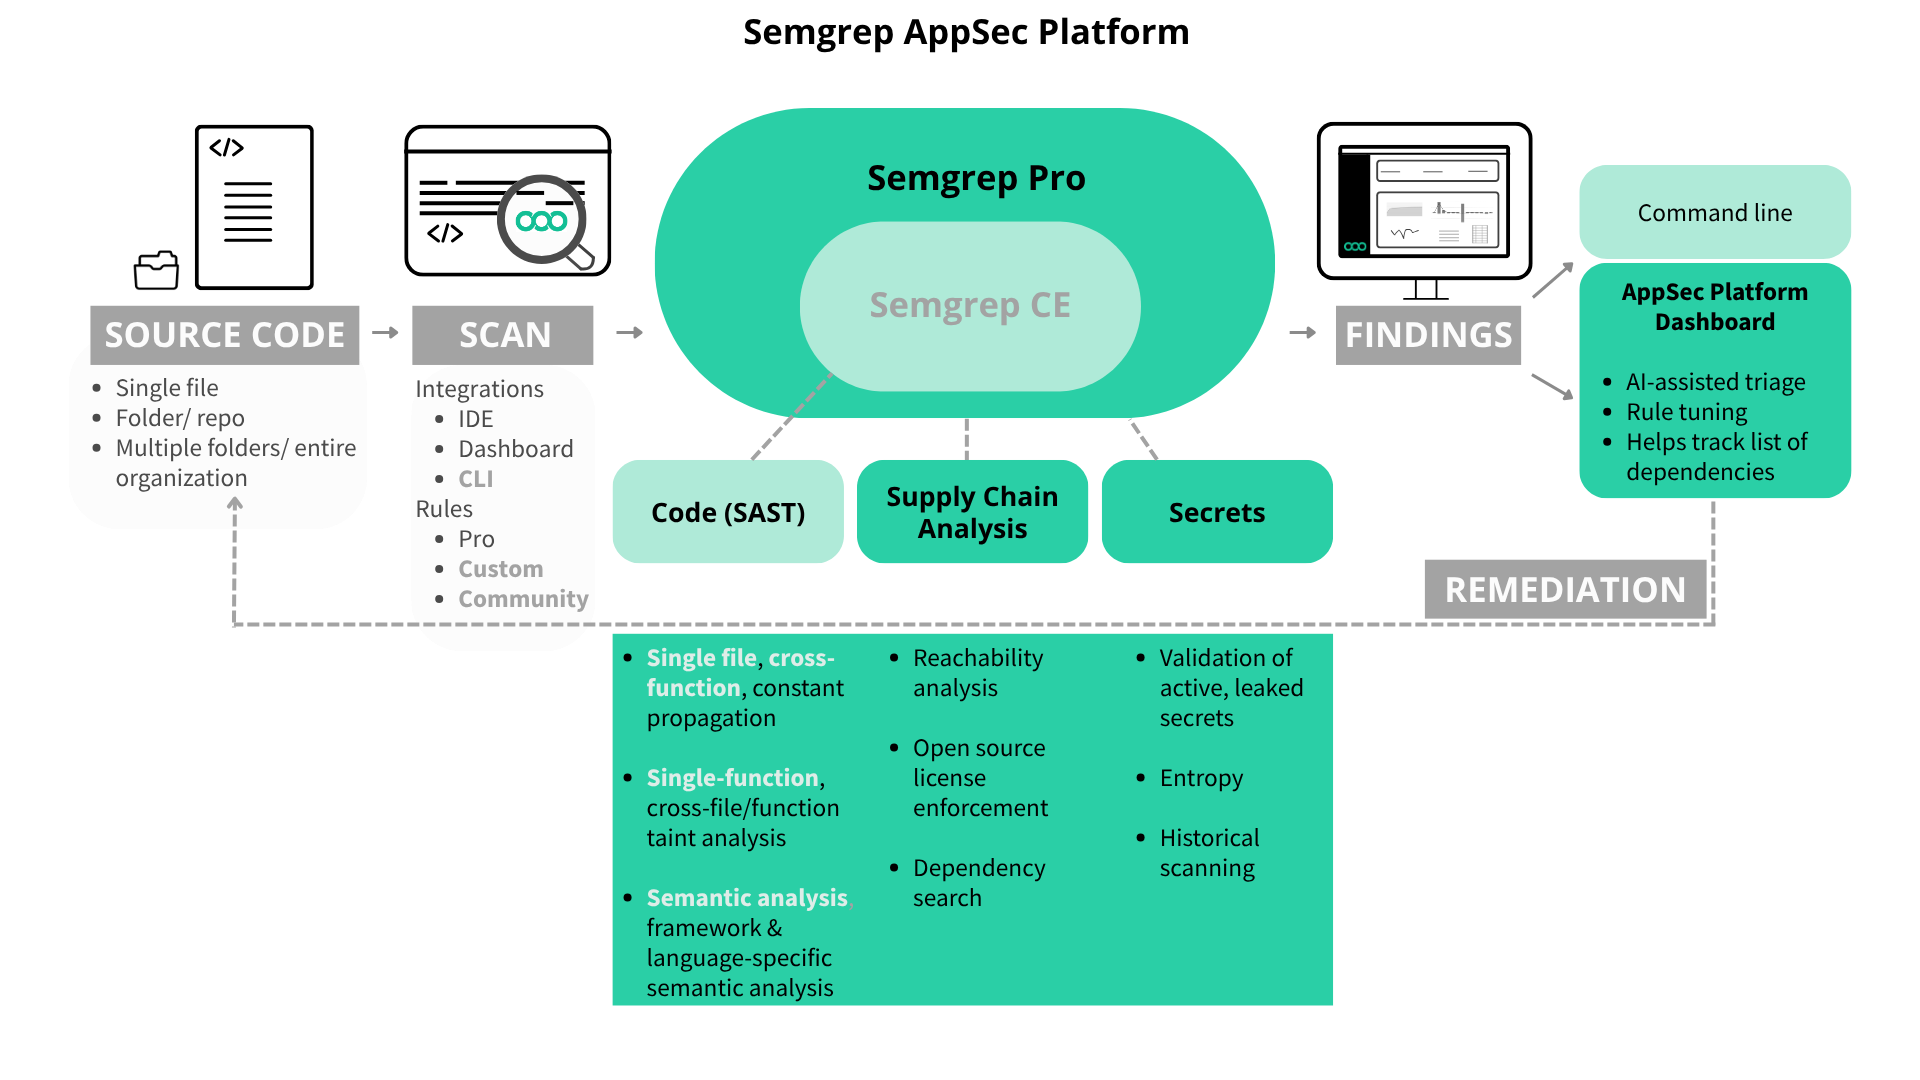 Semgrep AppSec Platform
</>
</>
SOURCE CODE
• Single file
• Folder/ repo
• Multiple folders/ entire
organization
SCAN
Integrations
• IDE
• Dashboard
• CLI
Rules
• Pro
• Custom
• Community
Semgrep Pro
Semgrep CE
Code (SAST)
Supply Chain
Analysis
Secrets
FINDINGS
Command line
AppSec Platform
Dashboard
• AI-assisted triage
• Rule tuning
• Helps track list of
dependencies
REMEDIATION
• Single file, cross-
function, constant
propagation
• Single-function,
cross-file/function
taint analysis
• Semantic analysis,
framework &
language-specific
semantic analysis
• Reachability
analysis
• Open source
license
enforcement
• Dependency
search
• Validation of
active, leaked
secrets
• Entropy
• Historical
scanning